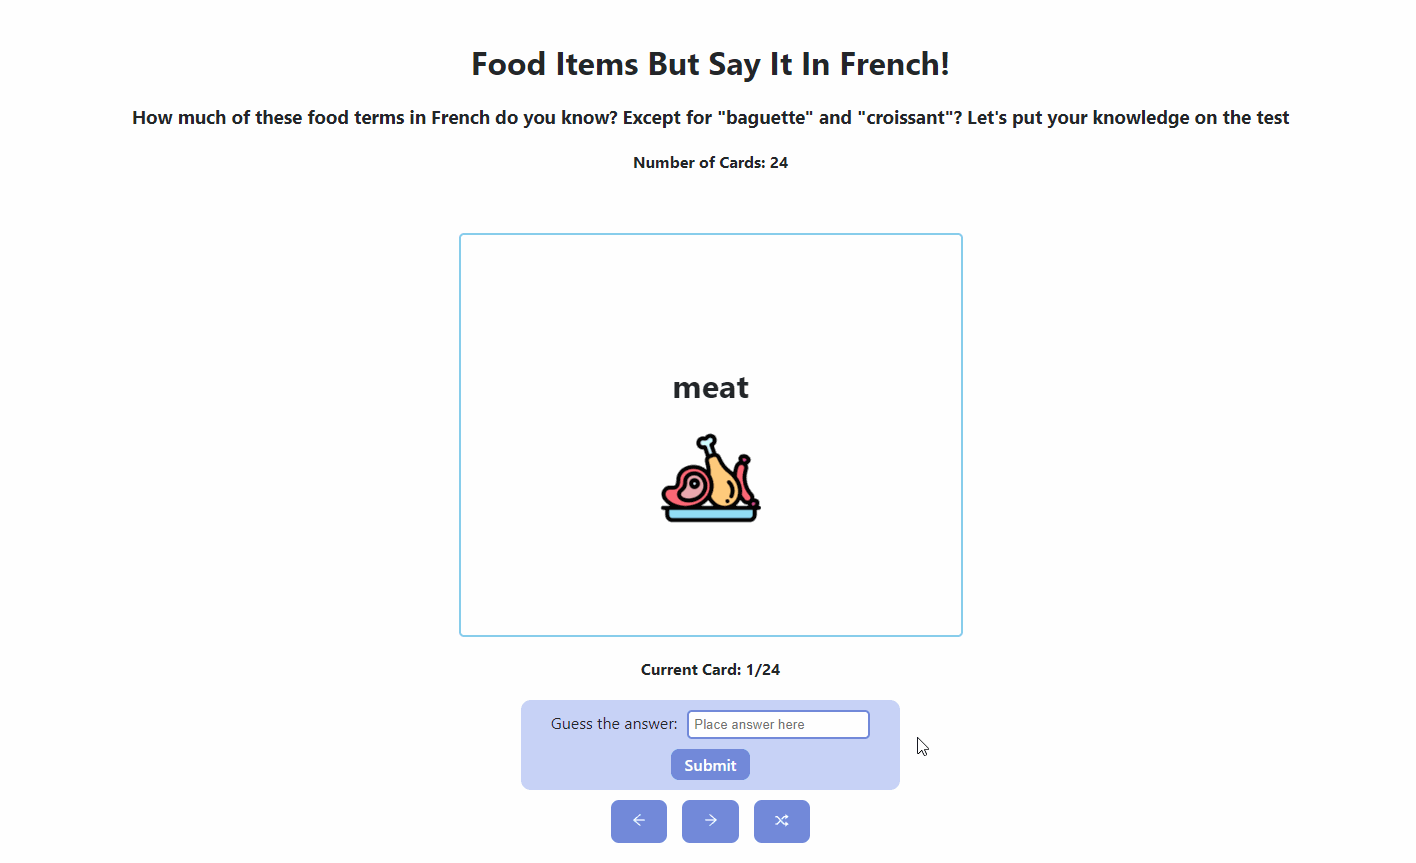 Food Items But Say It In French!
How much of these food terms in French do you know? Except for "baguette" and "croissant"? Let's put your knowledge on the test
Number of Cards: 24
meat
Current Card: 1/24
Guess the answer: Place answer here
Submit